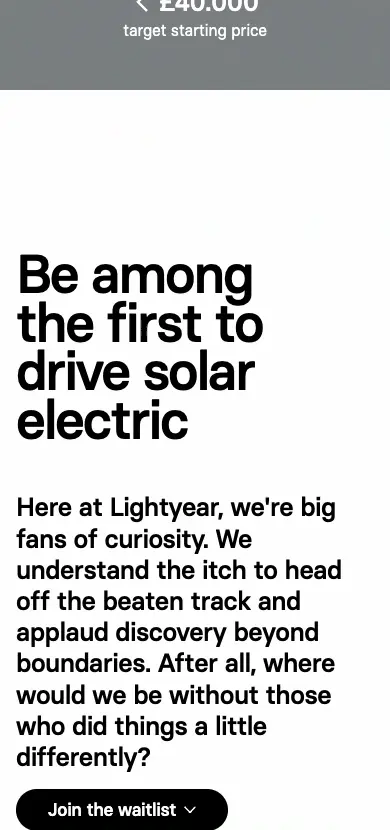 < £40.000
target starting price
Be among
the first to
drive solar
electric
Here at Lightyear, we're big
fans of curiosity. We
understand the itch to head
off the beaten track and
applaud discovery beyond
boundaries. After all, where
would we be without those
who did things a little
differently?
Join the waitlist